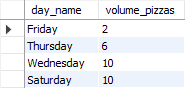 day_name volume_pizzas
Friday 2
Thursday 6
Wednesday 10
Saturday 10